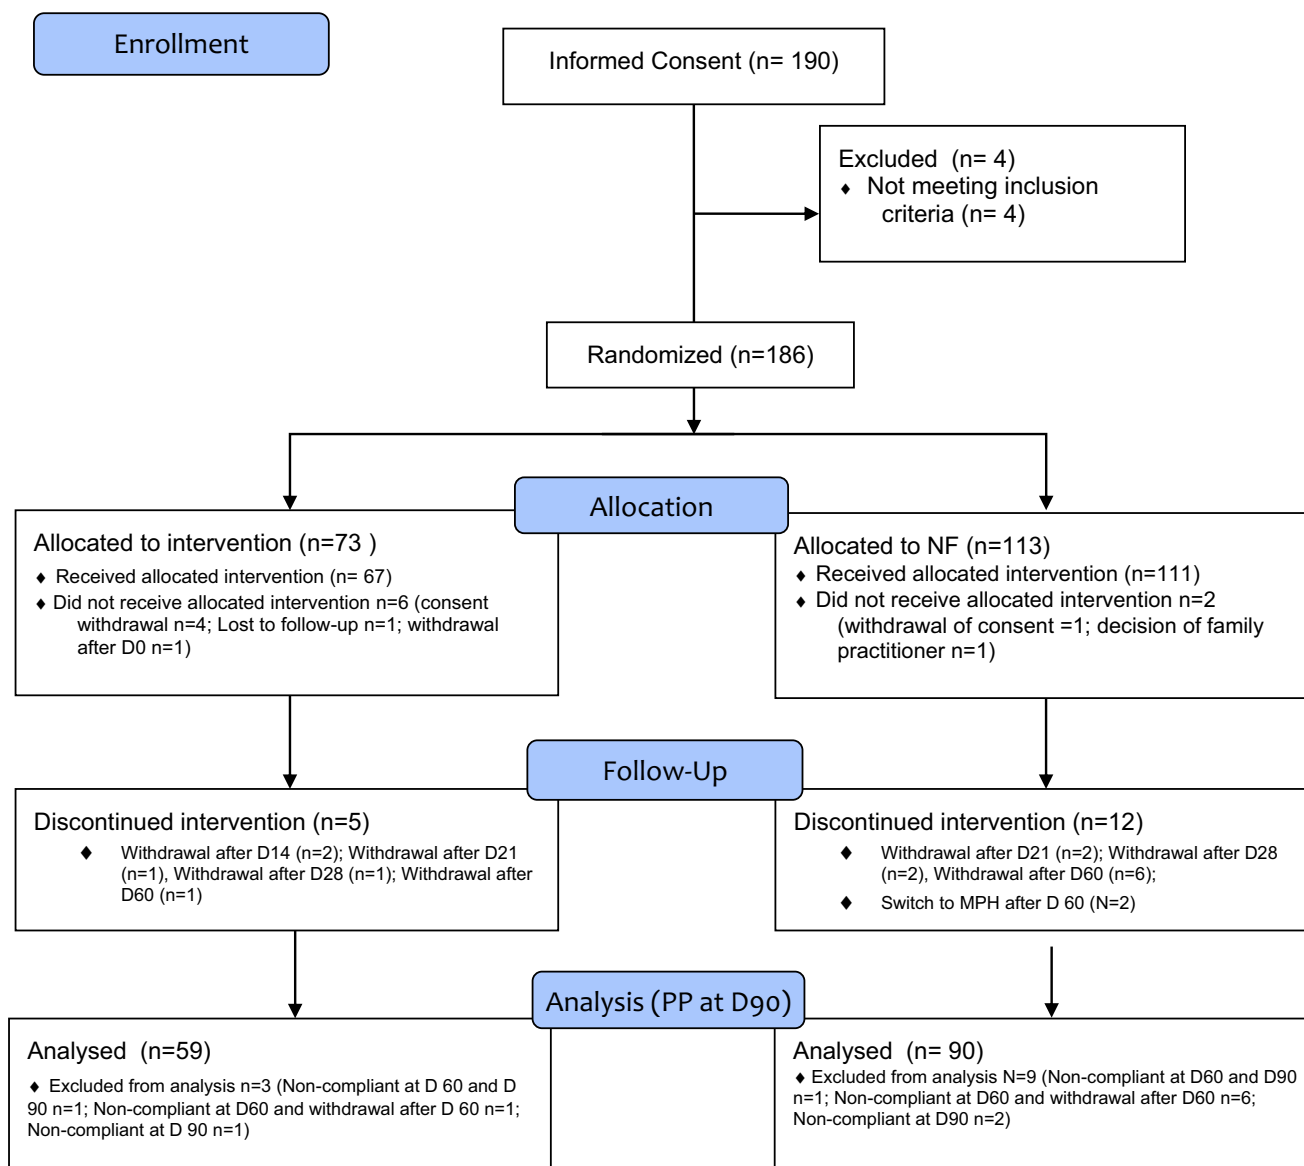 Enrollment
Informed Consent (n= 190)
Excluded  (n= 4)
♦ Not meeting inclusion
criteria (n= 4)
Randomized (n=186)
Allocation
Allocated to intervention (n=73 )
♦ Received allocated intervention (n= 67)
♦ Did not receive allocated intervention n=6 (consent
withdrawal n=4; Lost to follow-up n=1; withdrawal
after D0 n=1)
Allocated to NF (n=113)
♦ Received allocated intervention (n=111)
♦ Did not receive allocated intervention n=2
(withdrawal of consent =1; decision of family
practitioner n=1)
Follow-Up
Discontinued intervention (n=5)
♦ Withdrawal after D14 (n=2); Withdrawal after D21
(n=1), Withdrawal after D28 (n=1); Withdrawal after
D60 (n=1)
Discontinued intervention (n=12)
♦ Withdrawal after D21 (n=2); Withdrawal after D28
(n=2), Withdrawal after D60 (n=6);
♦ Switch to MPH after D 60 (N=2)
Analysis (PP at D90)
Analysed  (n=59)
♦ Excluded from analysis n=3 (Non-compliant at D 60 and D
90 n=1; Non-compliant at D60 and withdrawal after D 60 n=1;
Non-compliant at D 90 n=1)
Analysed  (n= 90)
♦ Excluded from analysis N=9 (Non-compliant at D60 and D90
n=1; Non-compliant at D60 and withdrawal after D60 n=6;
Non-compliant at D90 n=2)